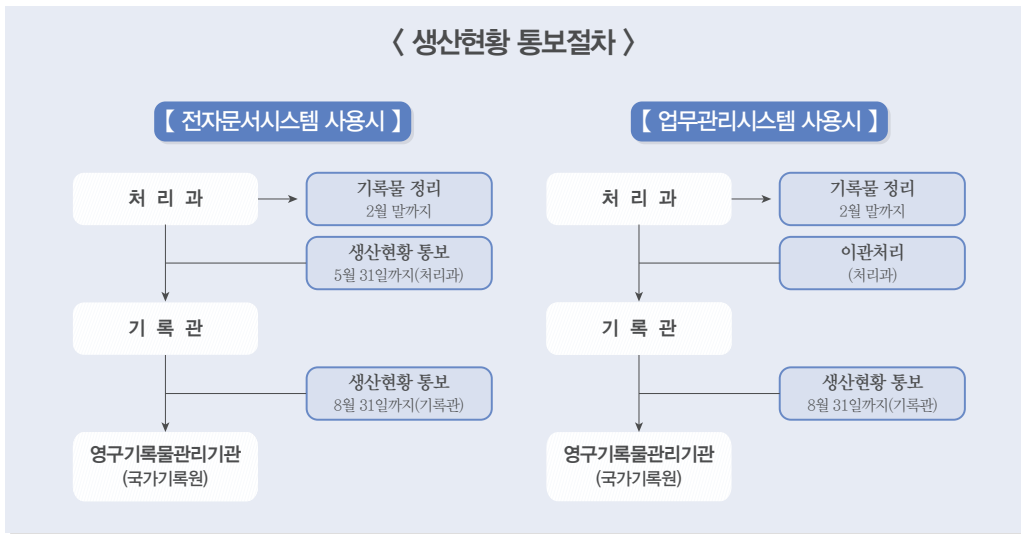 〈 생산현황 통보절차 〉
【 전자문서시스템 사용시 】
처 리 과
기록물 정리
2월 말까지
생산현황 통보
5월 31일까지(처리과)
기 록 관
생산현황 통보
8월 31일까지(기록관)
영구기록물관리기관
(국가기록원)
【 업무관리시스템 사용시 】
처 리 과
기록물 정리
2월 말까지
이관처리
(처리과)
기 록 관
생산현황 통보
8월 31일까지(기록관)
영구기록물관리기관
(국가기록원)